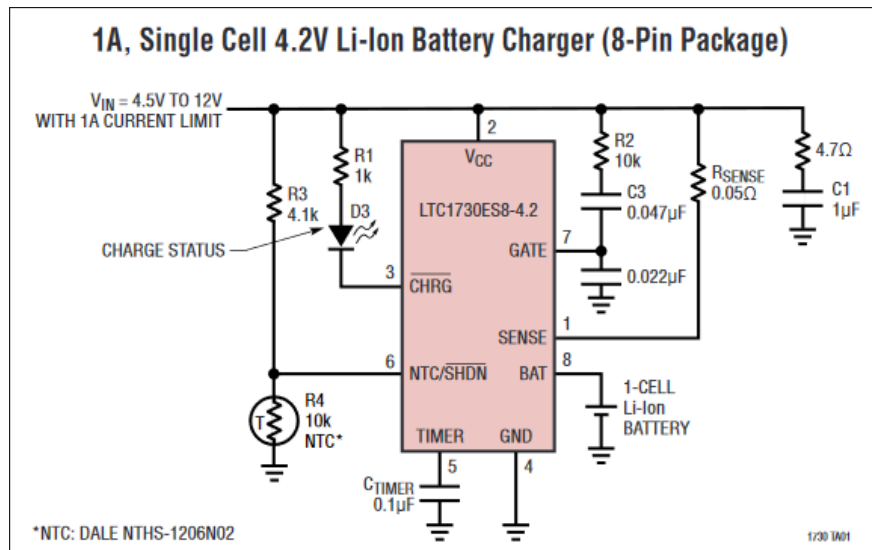 1A, Single Cell 4.2V Li-Ion Battery Charger (8-Pin Package)
VIN = 4.5V TO 12V
WITH 1A CURRENT LIMIT
2
VCC
R1
1k
R2
10k
4.7Ω
RSENSE
0.05Ω
R3
4.1k
D3
C3
0.047µF
C1
1µF
LTC1730ES8-4.2
CHARGE STATUS
7
GATE
3
CHRG
0.022µF
1
SENSE
6
NTC/SHDN
8
BAT
1-CELL
Li-Ion
BATTERY
T
R4
10k
NTC*
TIMER
GND
5
4
CTIMER
0.1µF
*NTC: DALE NTHS-1206N02
1730 TA01